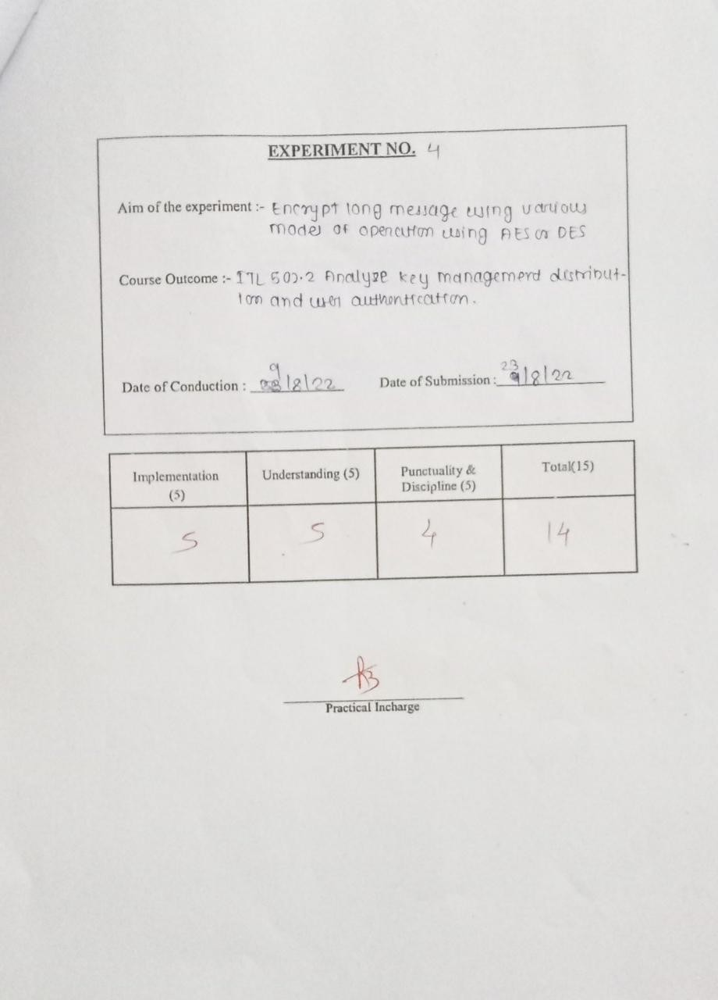 EXPERIMENT NO. 4
Aim of the experiment :- Encrypt long message using various
modes of operation using AES or DES
Course Outcome :- ITL 502.2 Analyze key management distribut-
ion and user authentication.
Date of Conduction : 9/8/22 Date of Submission : 23/8/22
Implementation (5) Understanding (5) Punctuality & Discipline (5) Total(15)
5 5 4 14
Practical Incharge